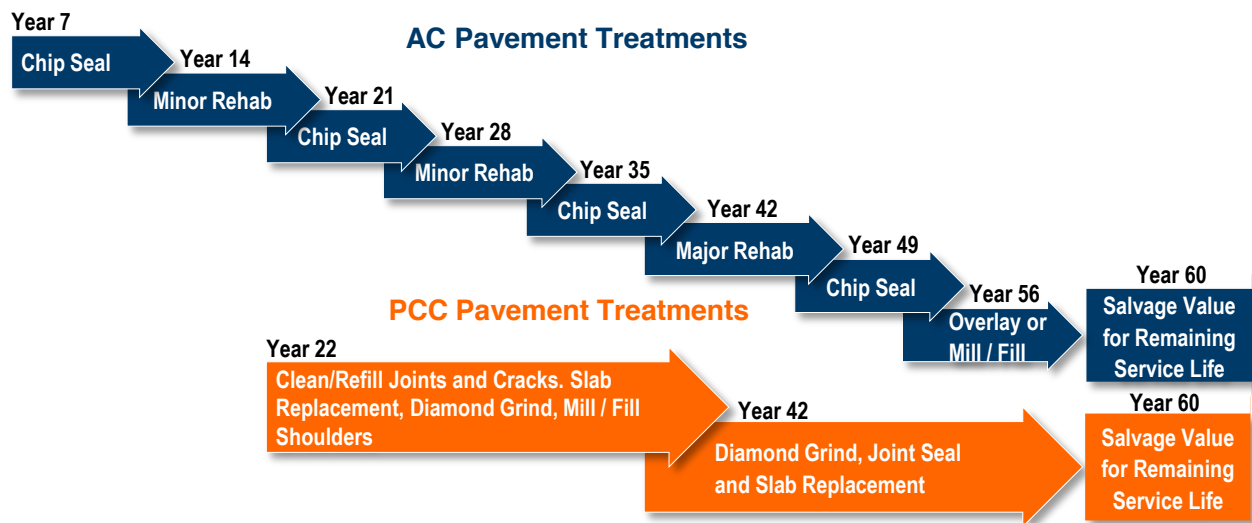 Year 7
AC Pavement Treatments
Chip Seal
Year 14
Minor Rehab
Year 21
Chip Seal
Year 28
Minor Rehab
Year 35
Chip Seal
Year 42
Major Rehab
Year 49
Chip Seal
Year 56
Overlay or
Mill / Fill
Year 60
Salvage Value
for Remaining
Service Life
PCC Pavement Treatments
Year 22
Clean/Refill Joints and Cracks. Slab
Replacement, Diamond Grind, Mill / Fill
Shoulders
Year 42
Diamond Grind, Joint Seal
and Slab Replacement
Year 60
Salvage Value
for Remaining
Service Life